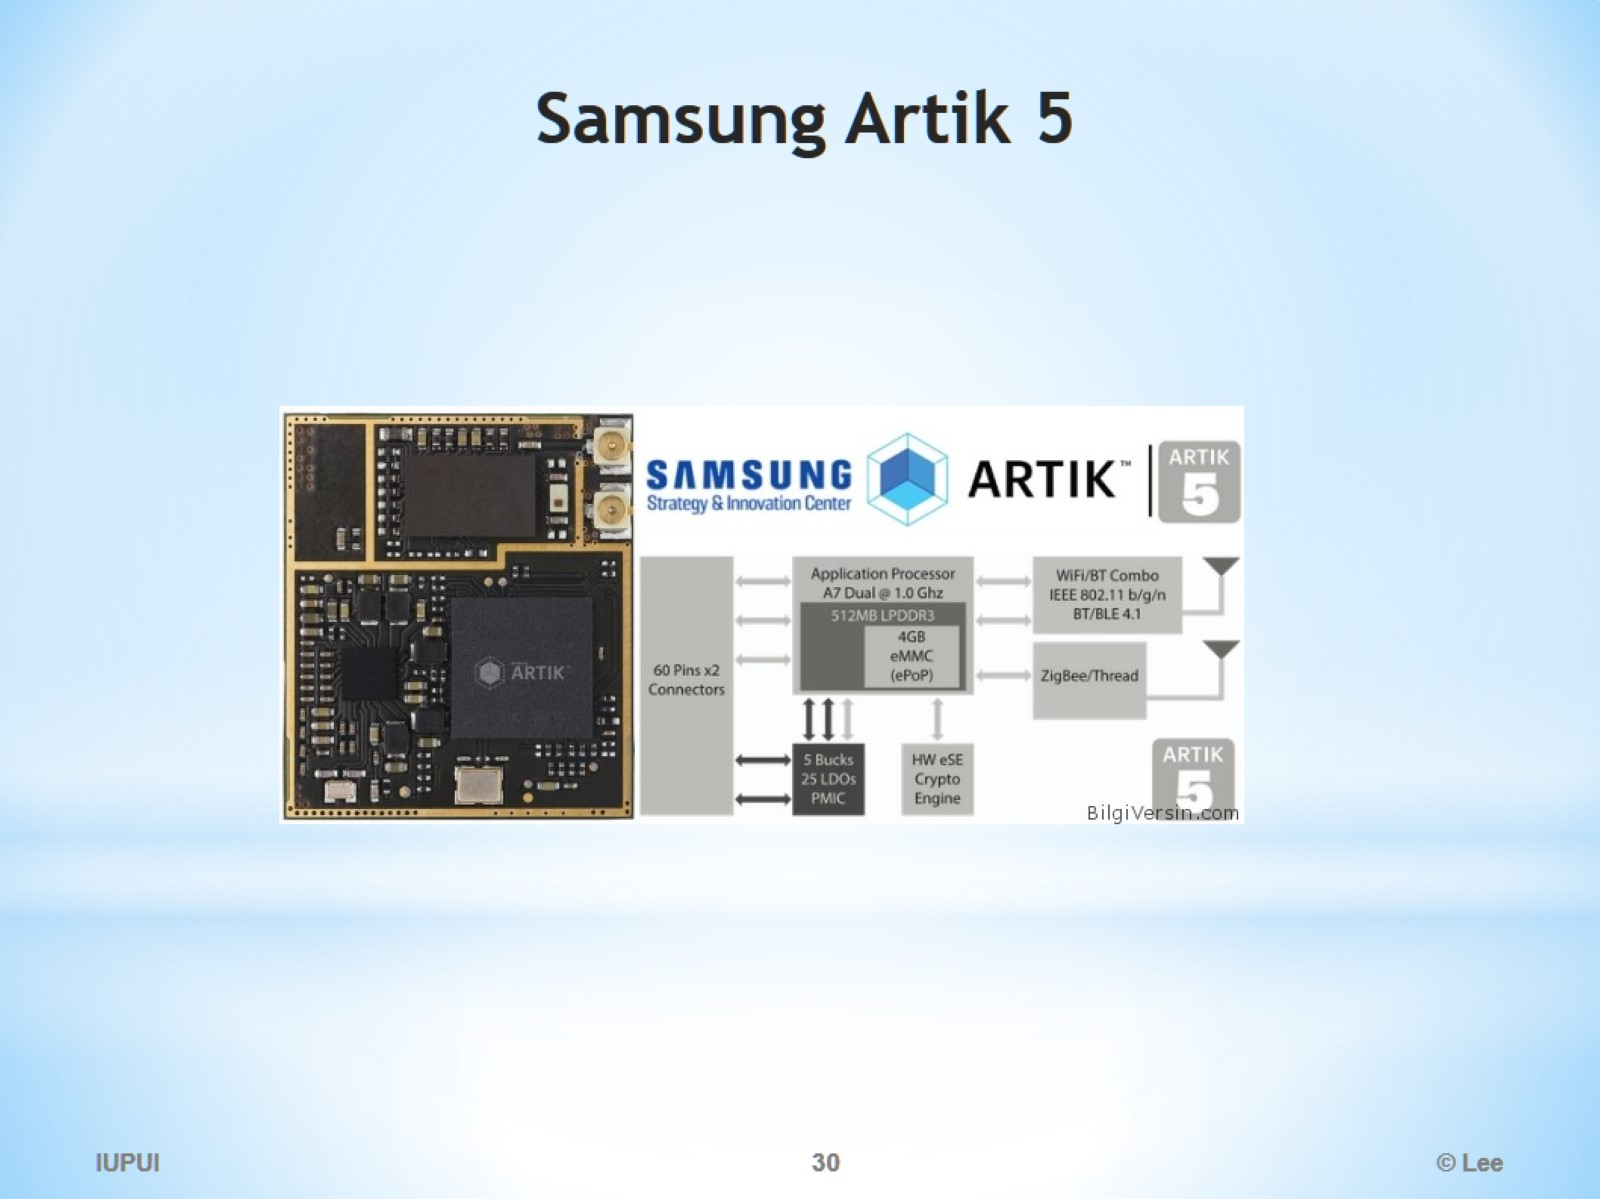 Samsung Artik 5
SAMSUNG
Strategy & Innovation Center
ARTIK™
ARTIK
5
ARTIK™
60 Pins x2
Connectors
Application Processor
A7 Dual @ 1.0 Ghz
512MB LPDDR3
4GB
eMMC
(ePoP)
WiFi/BT Combo
IEEE 802.11 b/g/n
BT/BLE 4.1
ZigBee/Thread
5 Bucks
25 LDOs
PMIC
HW eSE
Crypto
Engine
ARTIK
5
BilgiVersin.com
IUPUI
30
© Lee